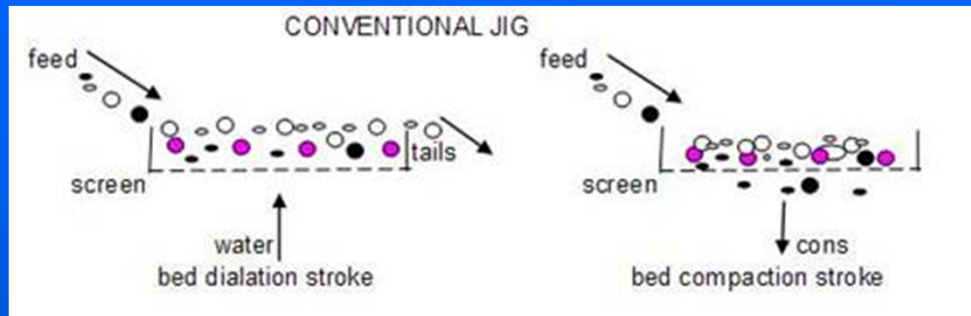 CONVENTIONAL JIG
feed
tails
screen
water
bed dialation stroke
feed
screen
cons
bed compaction stroke